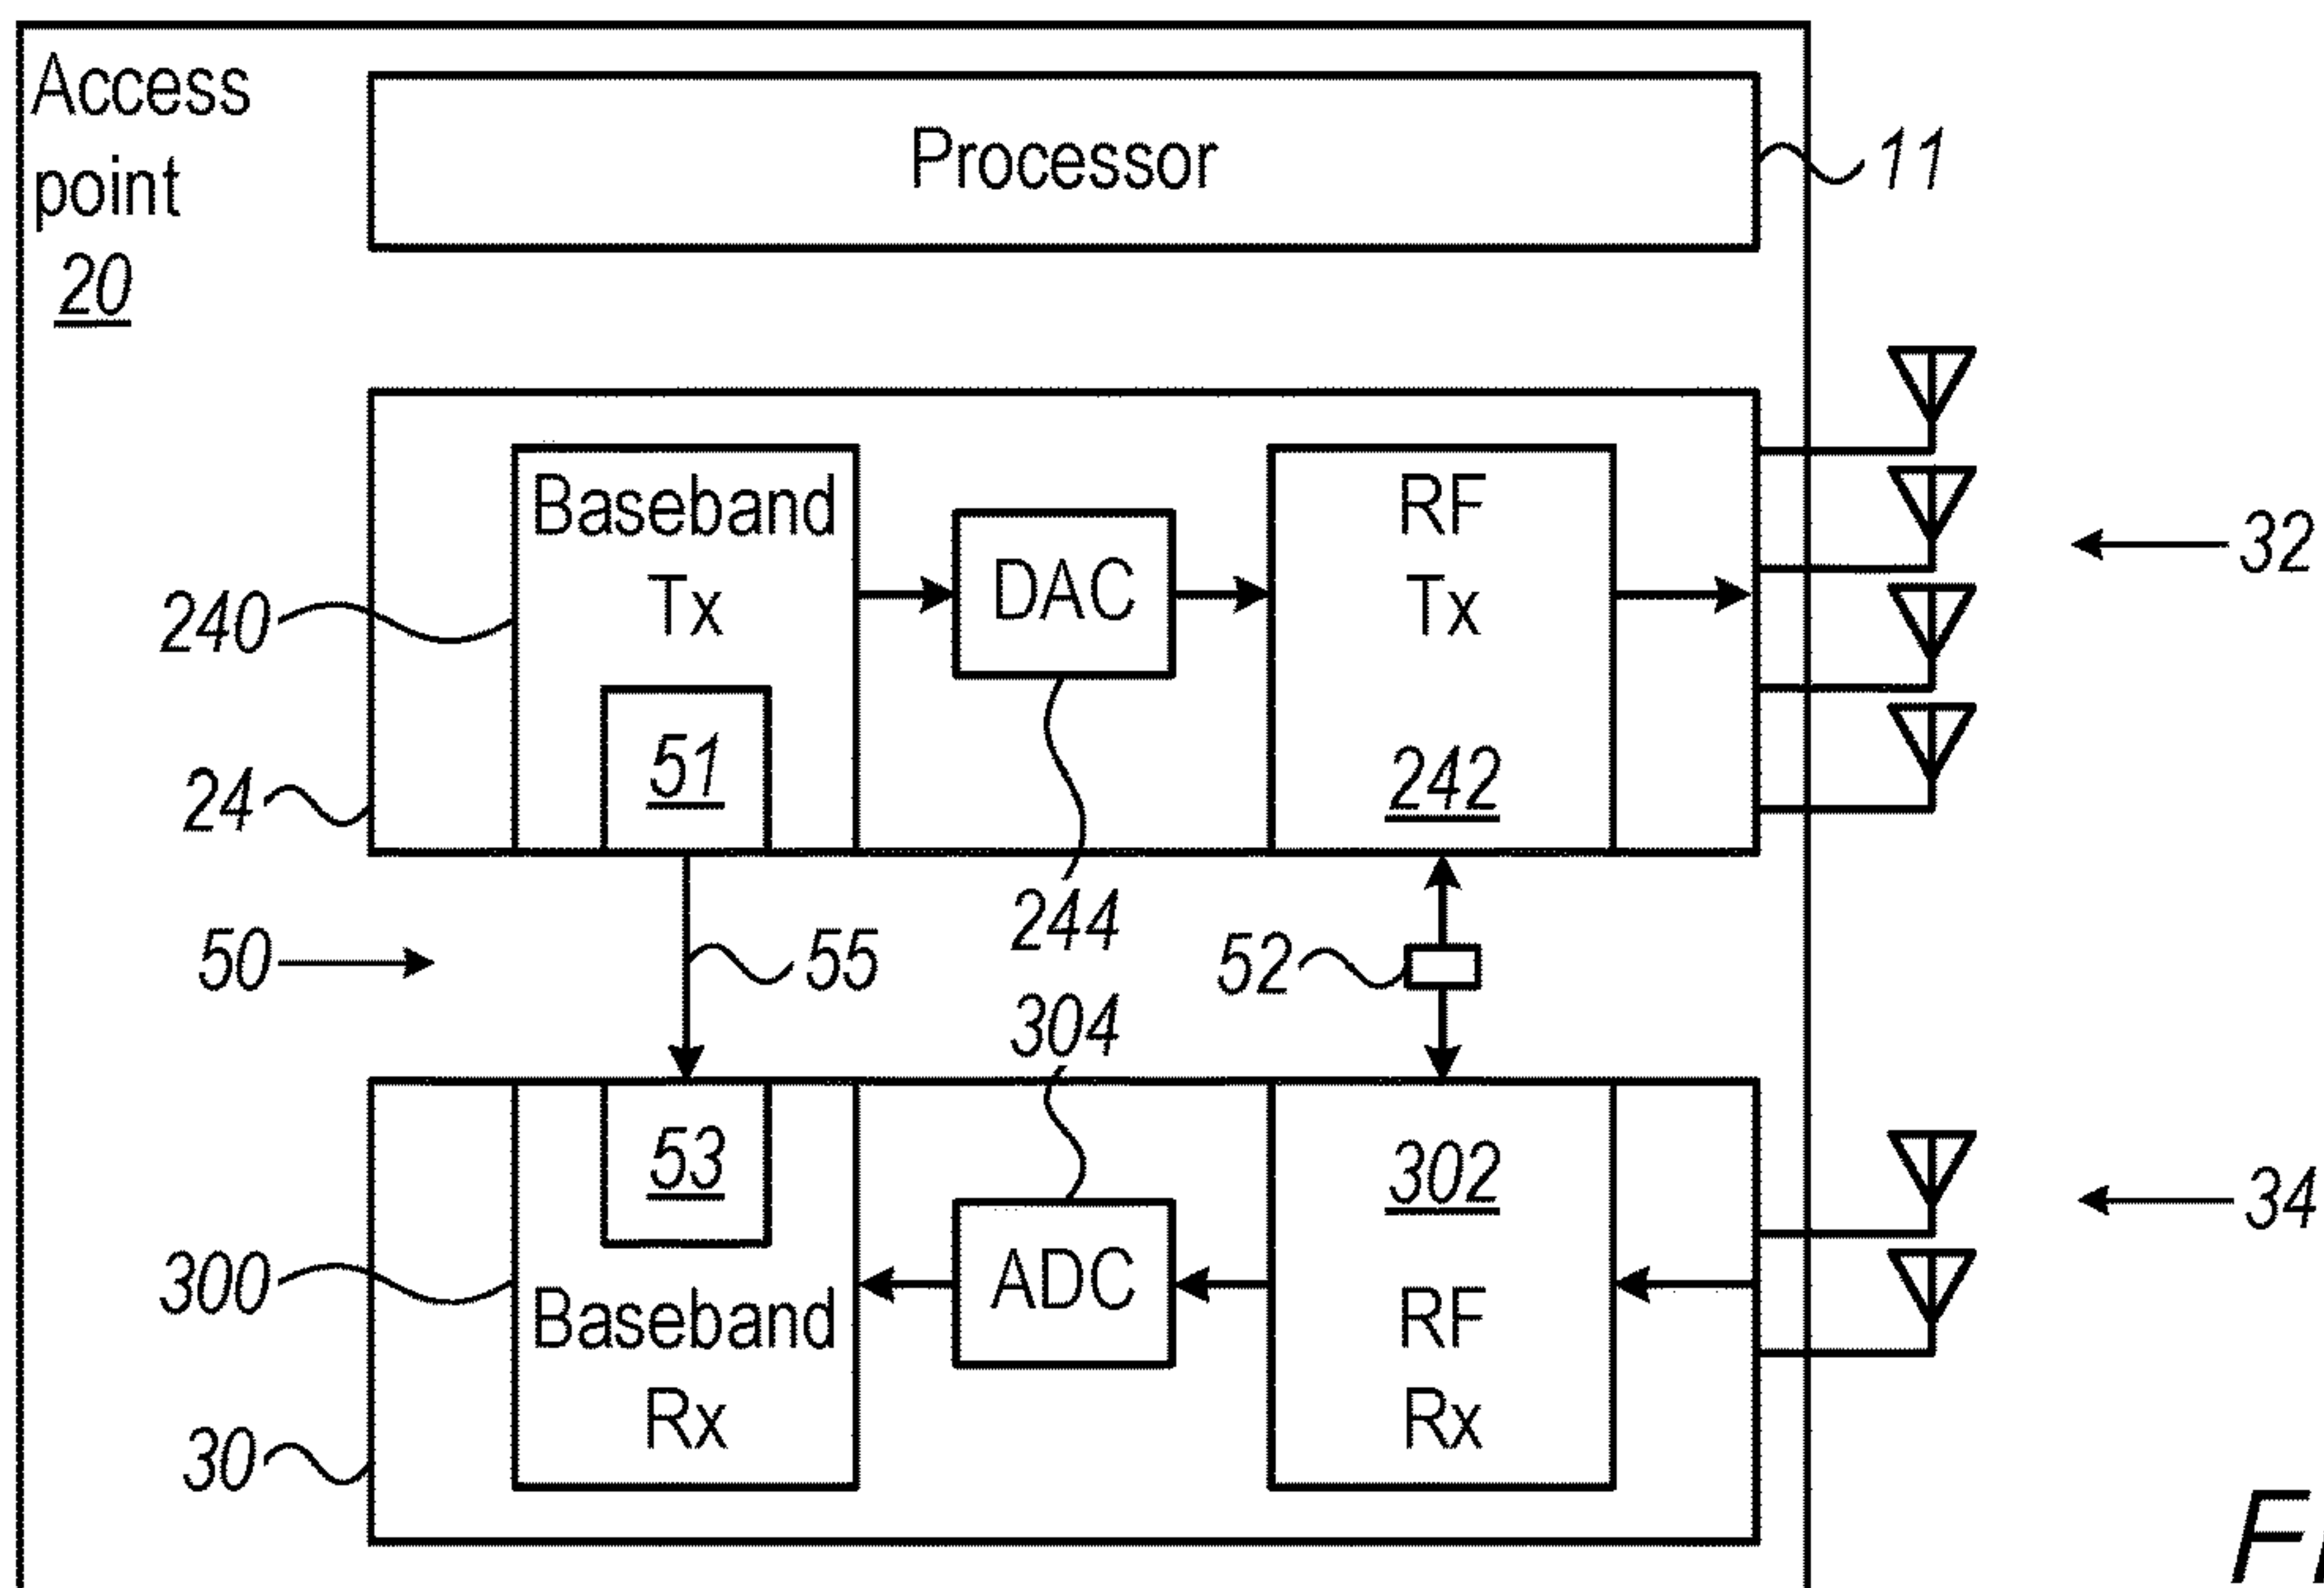 Access
point
20
Processor
11
Baseband
Tx
51
DAC
RF
Tx
242
32
240
24
244
50
55
52
304
53
Baseband
Rx
ADC
302
RF
Rx
34
300
30